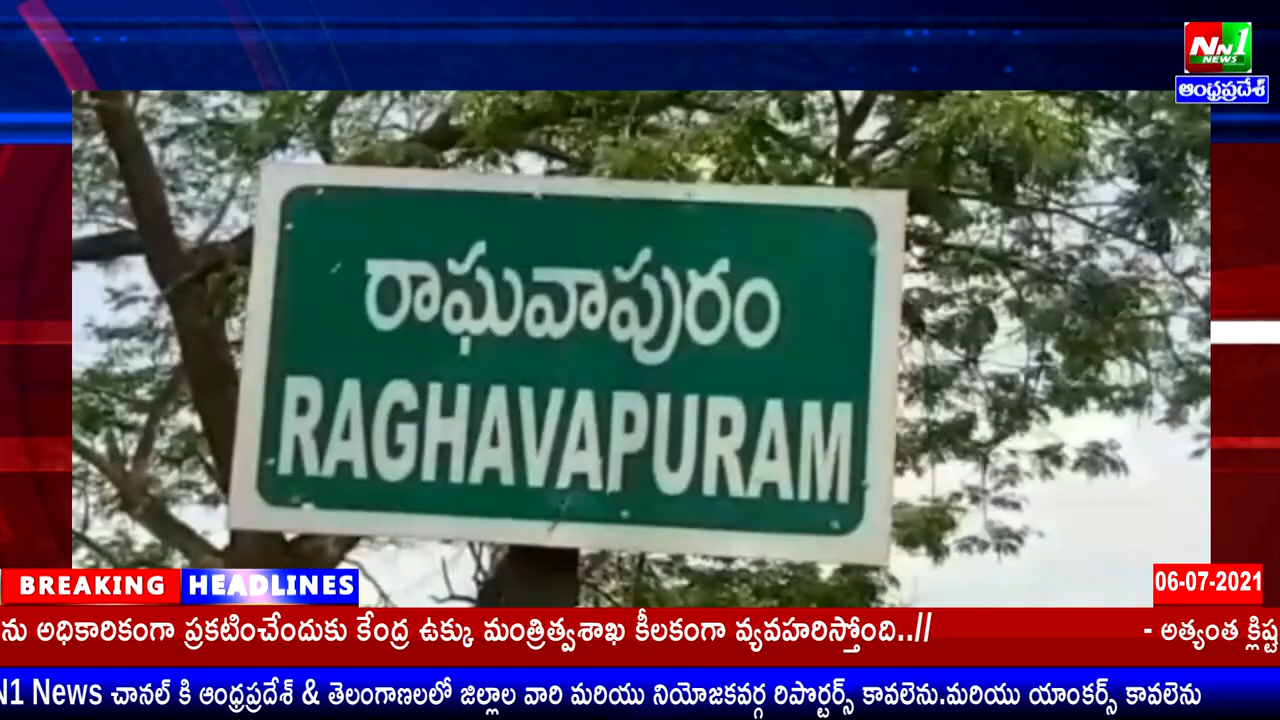 NN1
NEWS
ఆంధ్రప్రదేశ్
రాఘవాపురం
RAGHAVAPURAM
BREAKING HEADLINES
06-07-2021
ను అధికారికంగా ప్రకటించేందుకు కేంద్ర ఉక్కు మంత్రిత్వశాఖ కీలకంగా వ్యవహరిస్తోంది..// - అత్యంత క్లిష్ట
N1 News చానల్ కి ఆంధ్రప్రదేశ్ & తెలంగాణలలో జిల్లాల వారి మరియు నియోజకవర్గ రిపోర్టర్స్ కావలెను.మరియు యాంకర్స్ కావలెను